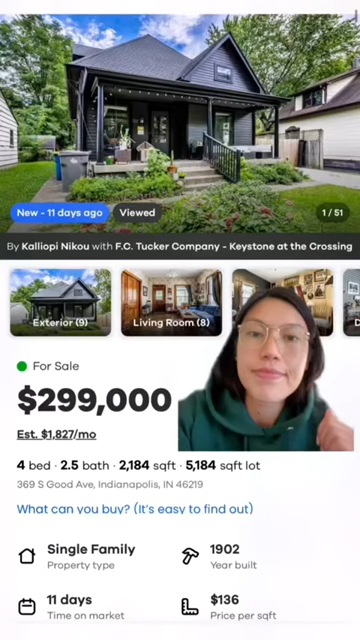 New - 11 days ago
Viewed
1 / 51
By Kalliopi Nikou with F.C. Tucker Company - Keystone at the Crossing
Exterior (9)
Living Room (8)
D
For Sale
$299,000
Est. $1,827/mo
4 bed · 2.5 bath · 2,184 sqft · 5,184 sqft lot
369 S Good Ave, Indianapolis, IN 46219
What can you buy? (It's easy to find out)
Single Family
Property type
1902
Year built
11 days
Time on market
$136
Price per sqft